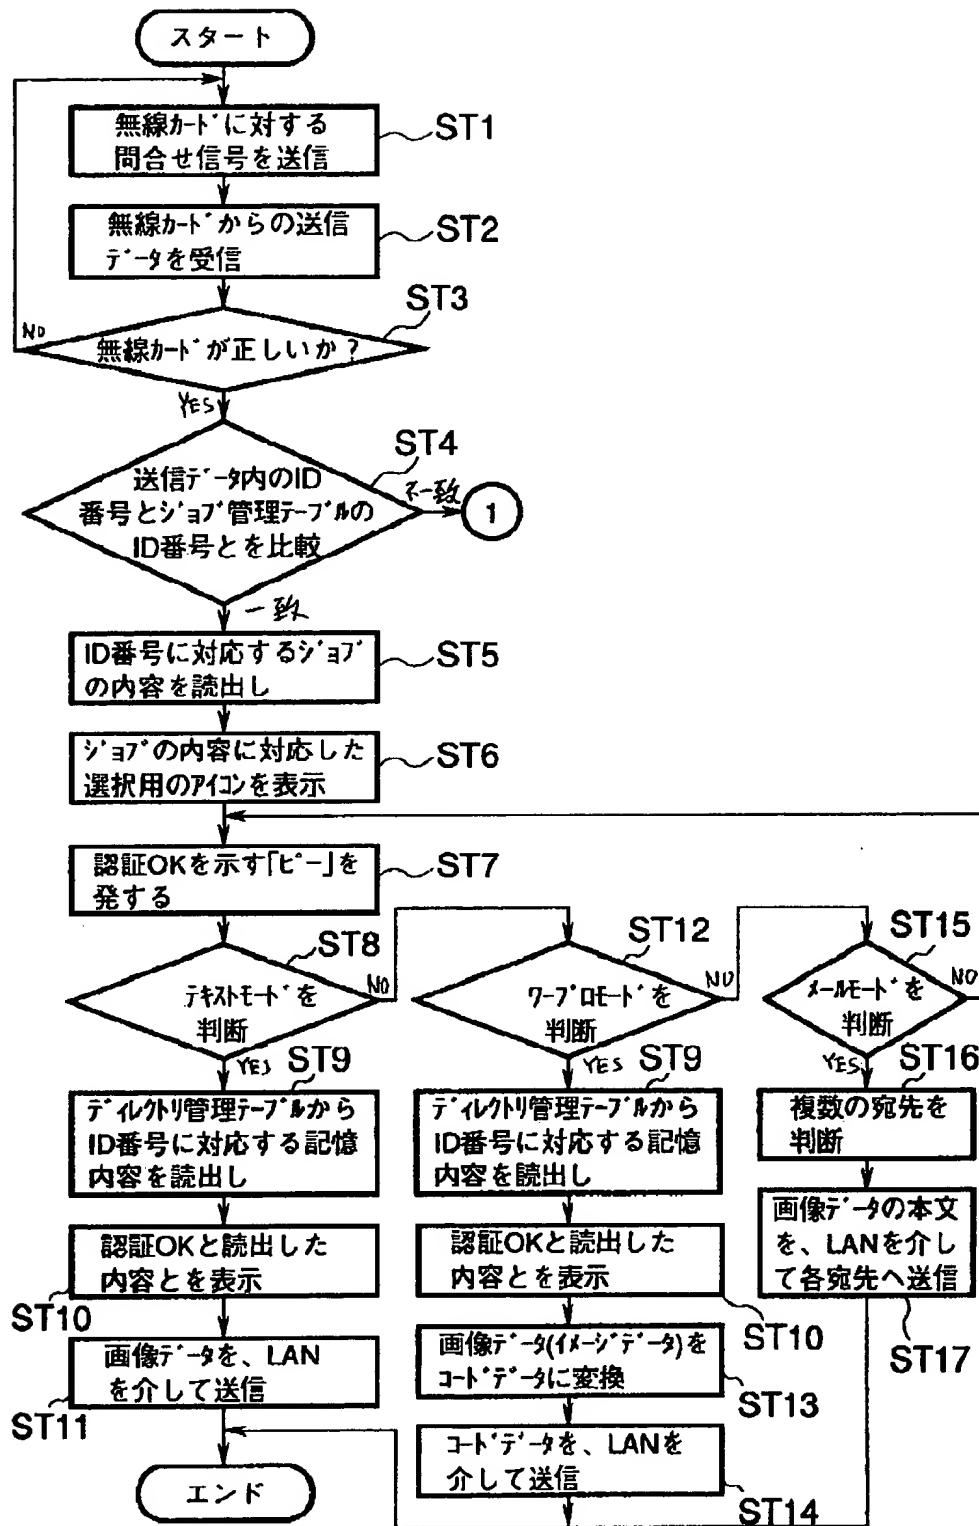 スタート
無線カードに対する
問合せ信号を送信
ST1
無線カードからの送信
データを受信
ST2
ST3
NO
無線カードが正しいか？
YES
ST4
送信データ内のID
番号とジョブ管理テーブルの
ID番号とを比較
不一致
1
一致
ID番号に対応するジョブ
の内容を読出し
ST5
ジョブの内容に対応した
選択用のアイコンを表示
ST6
認証OKを示す「ピー」を
発する
ST7
ST8
テキストモードを
判断
NO
YES
ST9
ディレクトリ管理テーブルから
ID番号に対応する記憶
内容を読出し
認証OKと読出した
内容とを表示
ST10
画像データを、LAN
を介して送信
ST11
エンド
ST12
ワープロモードを
判断
NO
YES
ST9
ディレクトリ管理テーブルから
ID番号に対応する記憶
内容を読出し
認証OKと読出した
内容とを表示
ST10
画像データ(イメージデータ)を
コードデータに変換
ST13
コードデータを、LANを
介して送信
ST14
ST15
メールモードを
判断
NO
YES
ST16
複数の宛先を
判断
画像データの本文
を、LANを介し
て各宛先へ送信
ST17